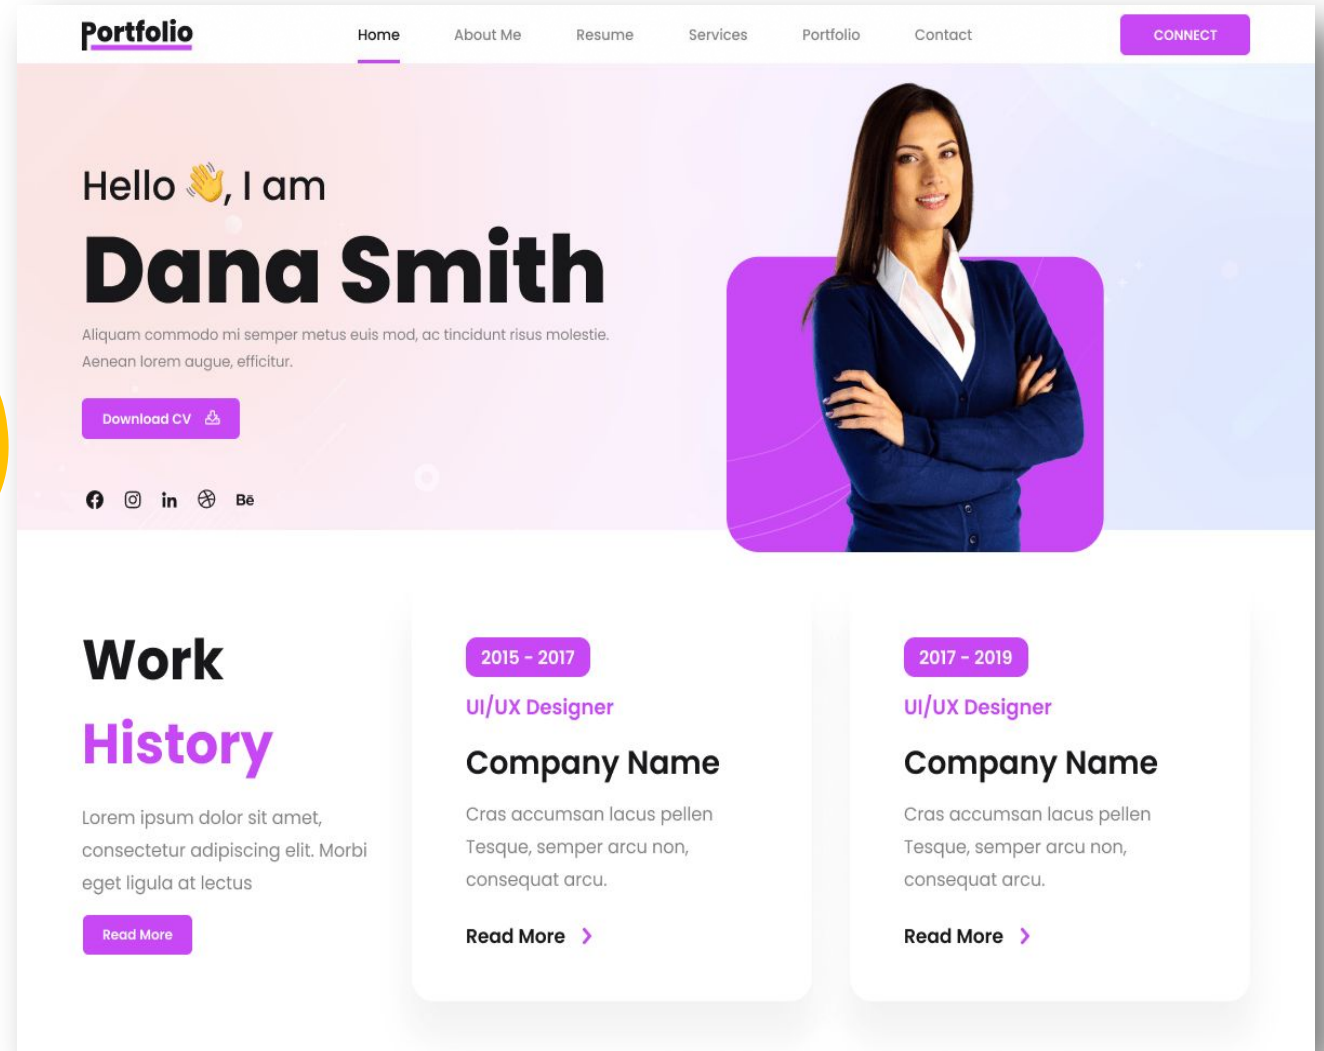 Portfolio
Home About Me Resume Services Portfolio Contact CONNECT
Hello 👋, I am
Dana Smith
Aliquam commodo mi semper metus euis mod, ac tincidunt risus molestie.
Aenean lorem augue, efficitur.
Download CV
in Bē
Work
History
Lorem ipsum dolor sit amet,
consectetur adipiscing elit. Morbi
eget ligula at lectus
Read More
2015 - 2017
UI/UX Designer
Company Name
Cras accumsan lacus pellen
Tesque, semper arcu non,
consequat arcu.
Read More
2017 - 2019
UI/UX Designer
Company Name
Cras accumsan lacus pellen
Tesque, semper arcu non,
consequat arcu.
Read More